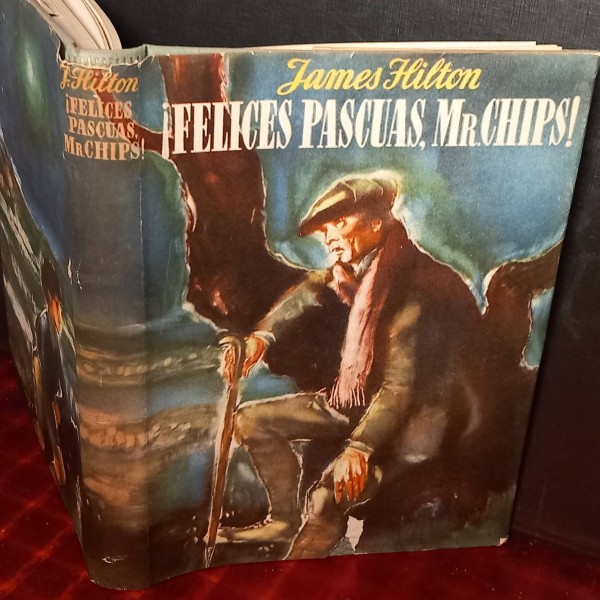 J. Hilton
¡FELICES
PASCUAS,
MR CHIPS!
James Hilton
¡FELICES PASCUAS, MR. CHIPS!